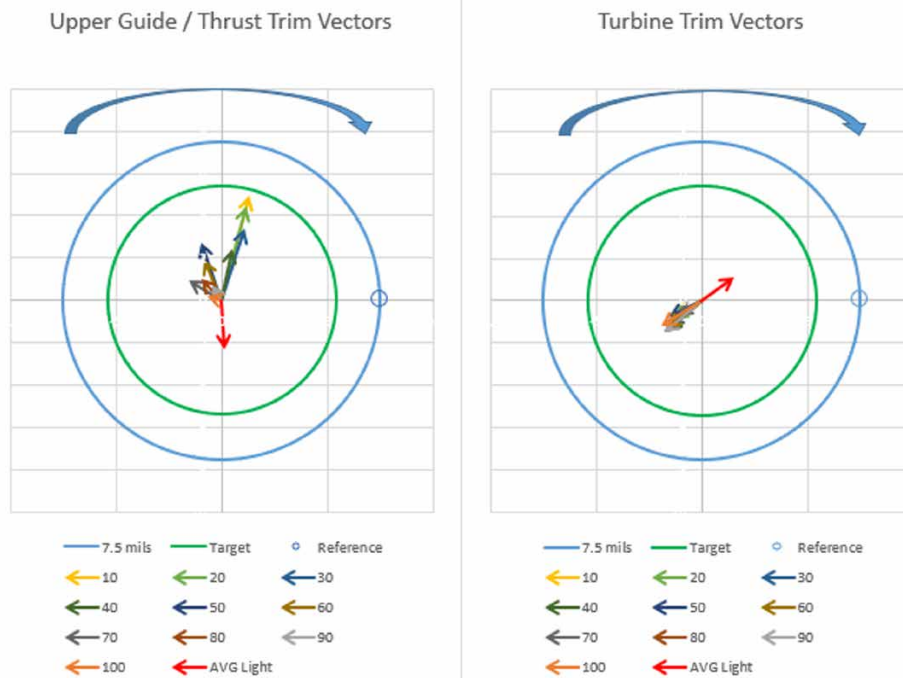 Upper Guide / Thrust Trim Vectors
7.5 mils Target Reference
10 20 30
40 50 60
70 80 90
100 AVG Light
Turbine Trim Vectors
7.5 mils Target Reference
10 20 30
40 50 60
70 80 90
100 AVG Light